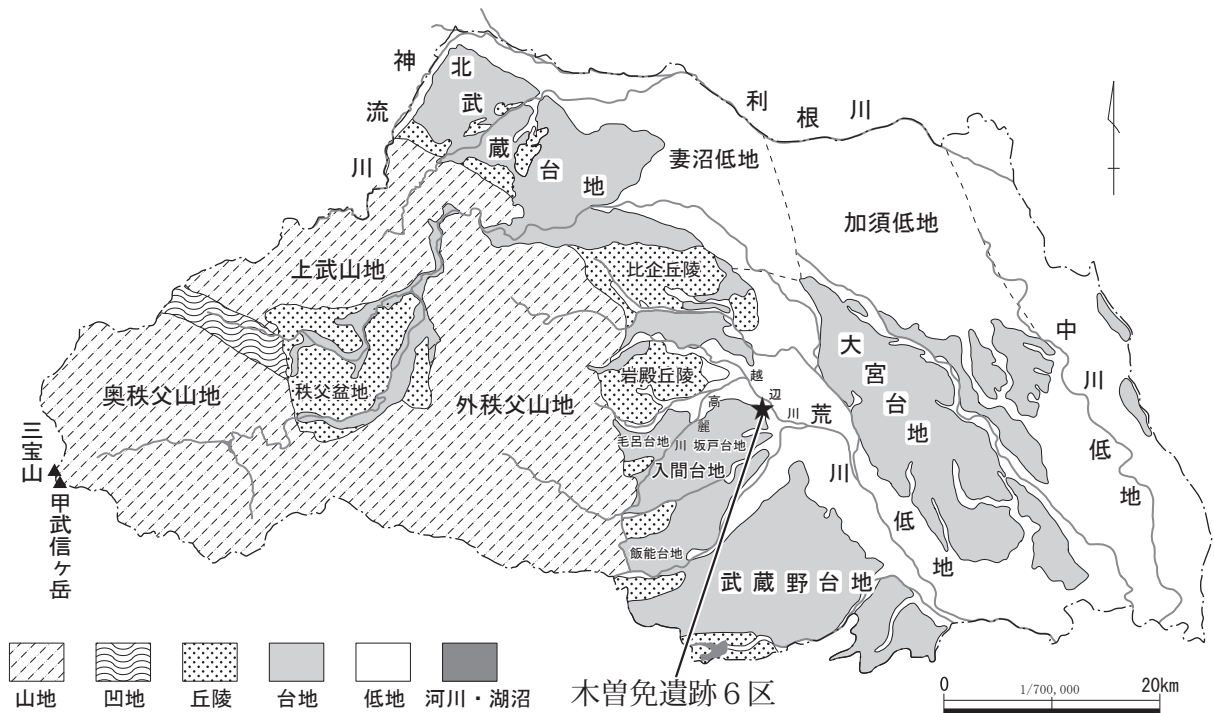 神流川
北武蔵台地
利根川
妻沼低地
加須低地
上武山地
比企丘陵
中川低地
大宮台地
奥秩父山地
秩父盆地
外秩父山地
岩殿丘陵
越辺川
高麗川
荒川低地
毛呂台地
坂戸台地
入間台地
三宝山
甲武信ヶ岳
飯能台地
武蔵野台地
山地
凹地
丘陵
台地
低地
河川・湖沼
木曽免遺跡６区
0
1/700,000
20km